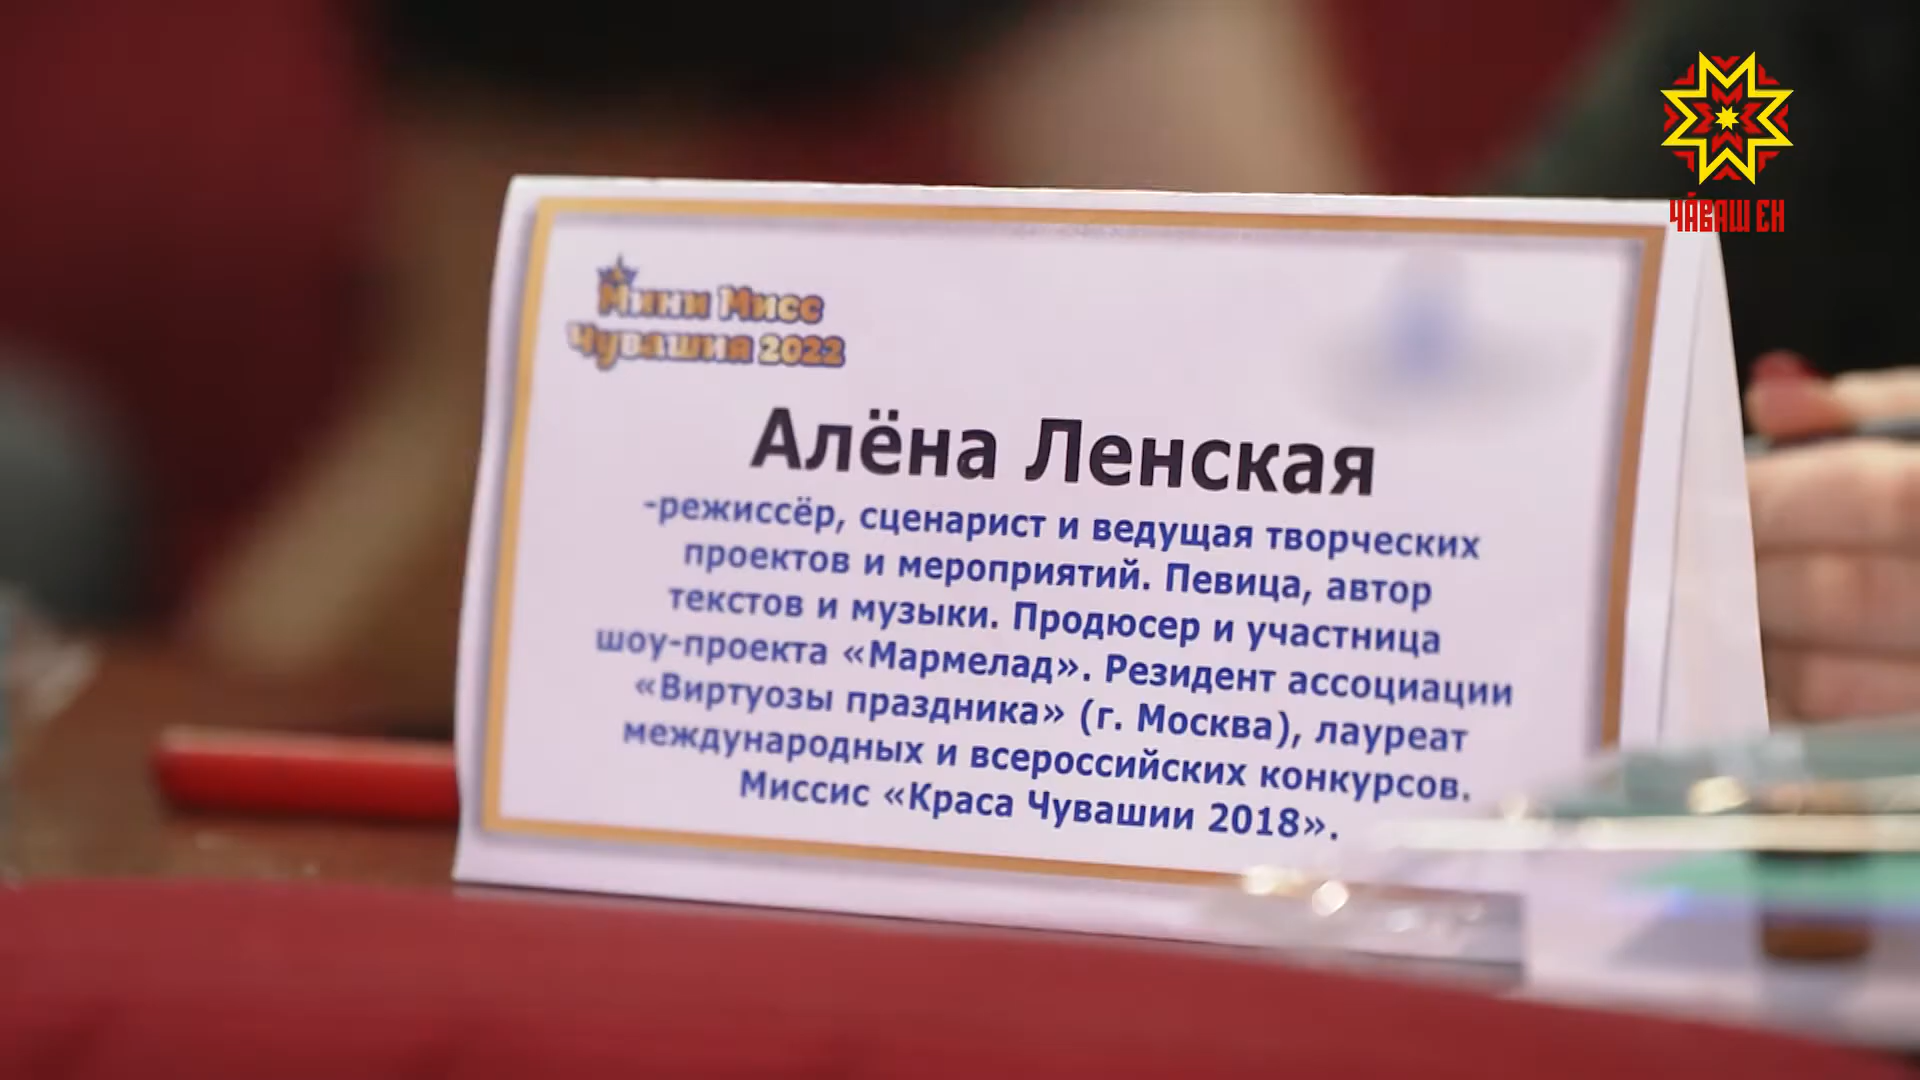 ЧӐВАШ ЕН
Мини Мисс
Чувашия 2022
Алёна Ленская
-режиссёр, сценарист и ведущая творческих
проектов и мероприятий. Певица, автор
текстов и музыки. Продюсер и участница
шоу-проекта «Мармелад». Резидент ассоциации
«Виртуозы праздника» (г. Москва), лауреат
международных и всероссийских конкурсов.
Миссис «Краса Чувашии 2018».